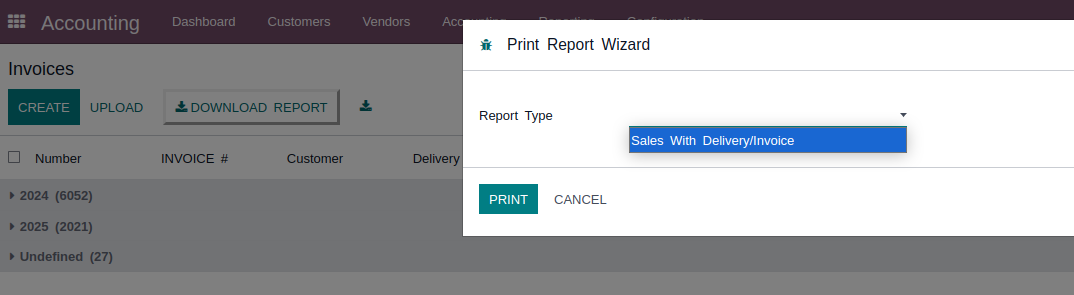 Accounting Dashboard Customers Vendors Accounting Reporting Configuration
Print Report Wizard
Invoices
CREATE UPLOAD DOWNLOAD REPORT
Report Type
Sales With Delivery/Invoice
Number INVOICE # Customer Delivery
2024 (6052)
PRINT CANCEL
2025 (2021)
Undefined (27)